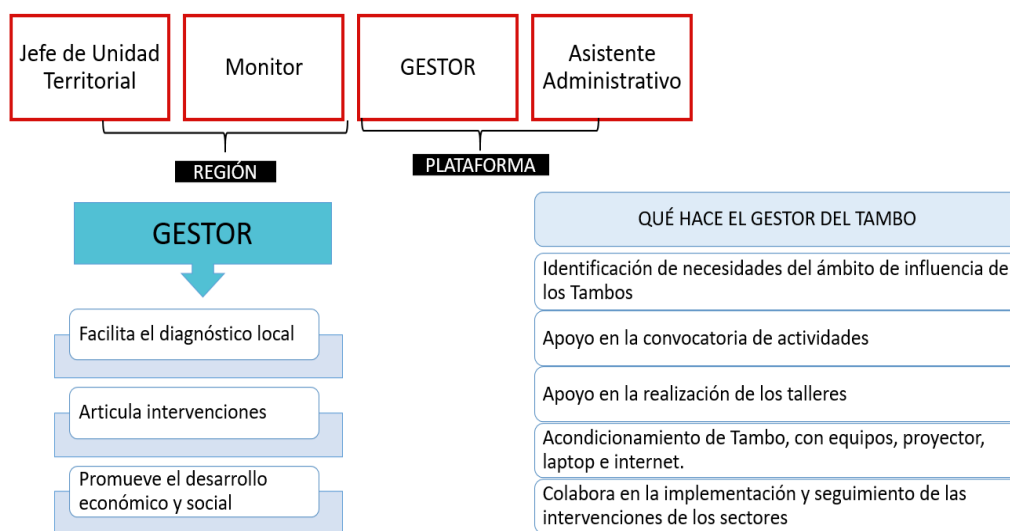 Jefe de Unidad
Territorial
Monitor
GESTOR
Asistente
Administrativo
REGIÓN
PLATAFORMA
GESTOR
Facilita el diagnóstico local
Articula intervenciones
Promueve el desarrollo
económico y social
QUÉ HACE EL GESTOR DEL TAMBO
Identificación de necesidades del ámbito de influencia de
los Tambos
Apoyo en la convocatoria de actividades
Apoyo en la realización de los talleres
Acondicionamiento de Tambo, con equipos, proyector,
laptop e internet.
Colabora en la implementación y seguimiento de las
intervenciones de los sectores